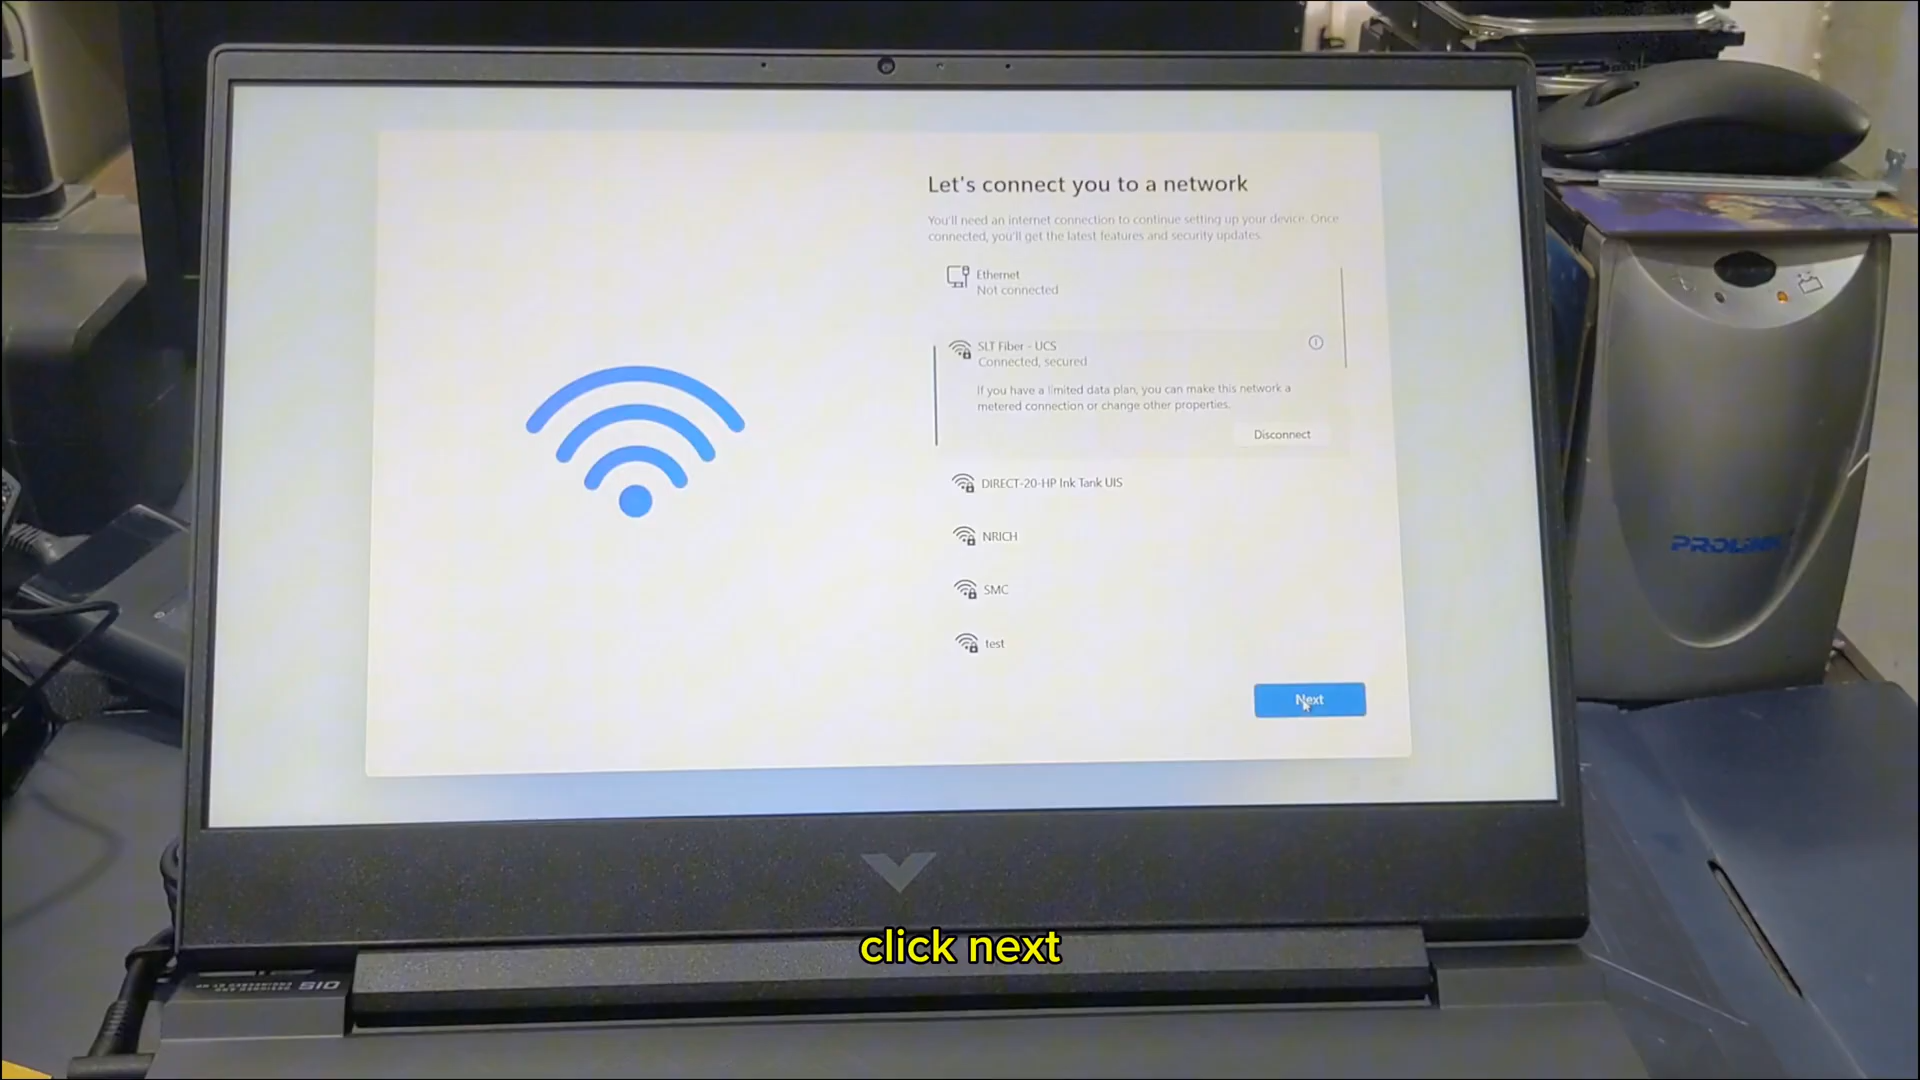 Let's connect you to a network
You'll need an internet connection to continue setting up your device. Once
connected, you'll get the latest features and security updates.
Ethernet
Not connected
SLT Fiber - UCS
Connected, secured
If you have a limited data plan, you can make this network a
metered connection or change other properties.
Disconnect
DIRECT-20-HP Ink Tank UIS
NRICH
SMC
test
Next
PROLiNK
click next